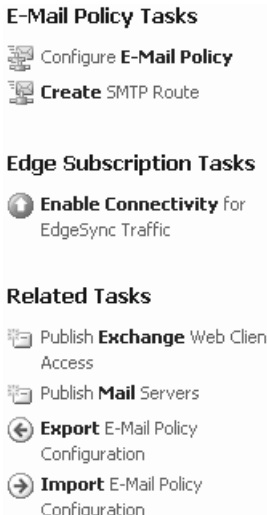 E-Mail Policy Tasks
Configure E-Mail Policy
Create SMTP Route
Edge Subscription Tasks
Enable Connectivity for
EdgeSync Traffic
Related Tasks
Publish Exchange Web Clien
Access
Publish Mail Servers
Export E-Mail Policy
Configuration
Import E-Mail Policy
Configuration